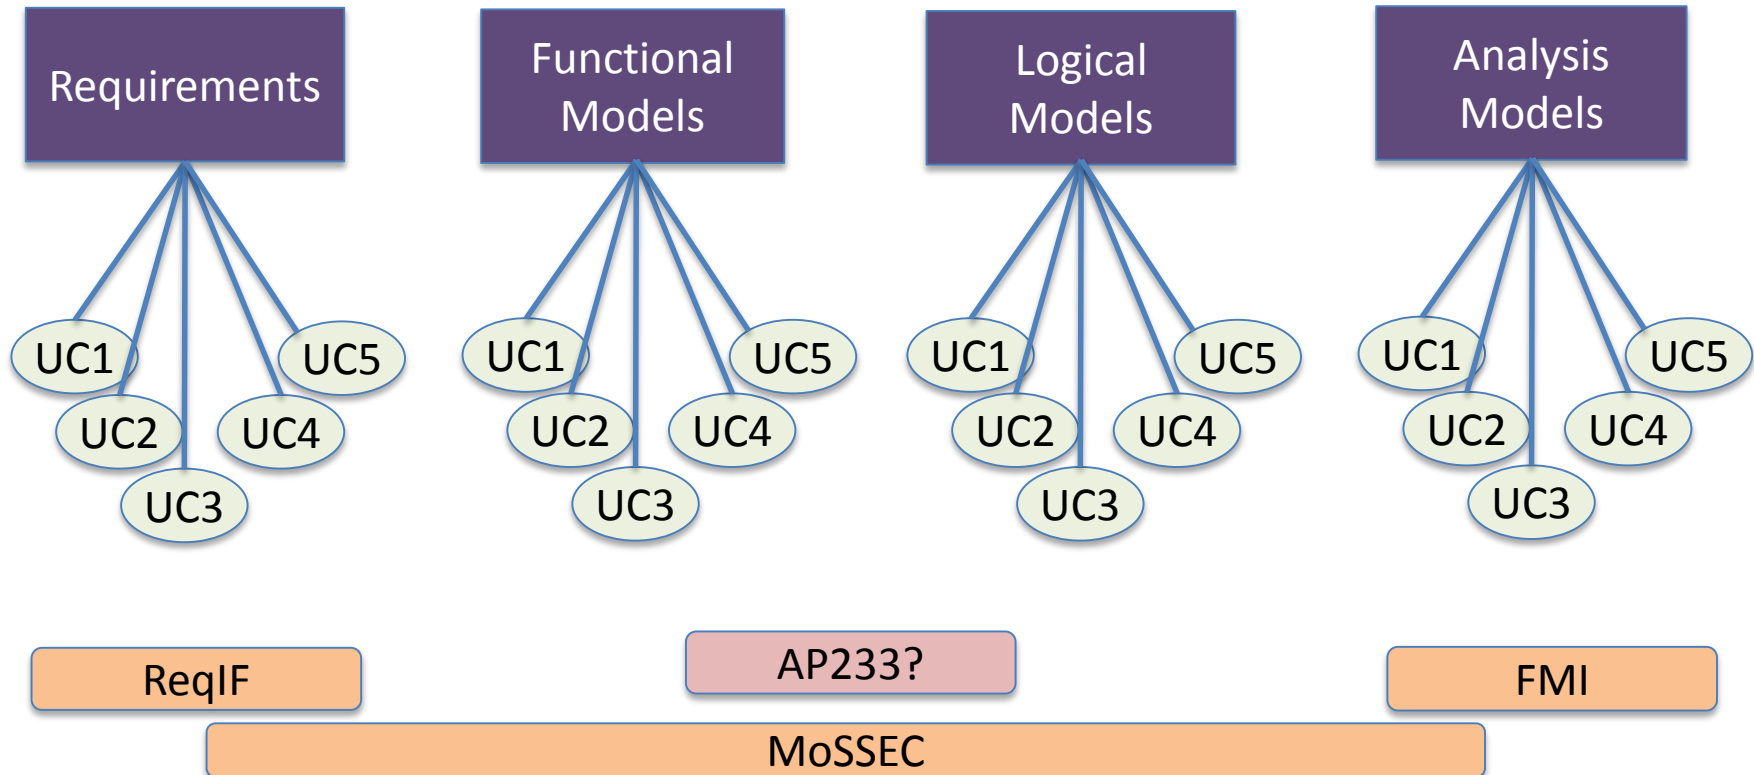 Requirements
Functional
Models
Logical
Models
Analysis
Models
UC1
UC5
UC2
UC4
UC3
UC1
UC5
UC2
UC4
UC3
UC1
UC5
UC2
UC4
UC3
UC1
UC5
UC2
UC4
UC3
ReqIF
AP233?
FMI
MoSSEC